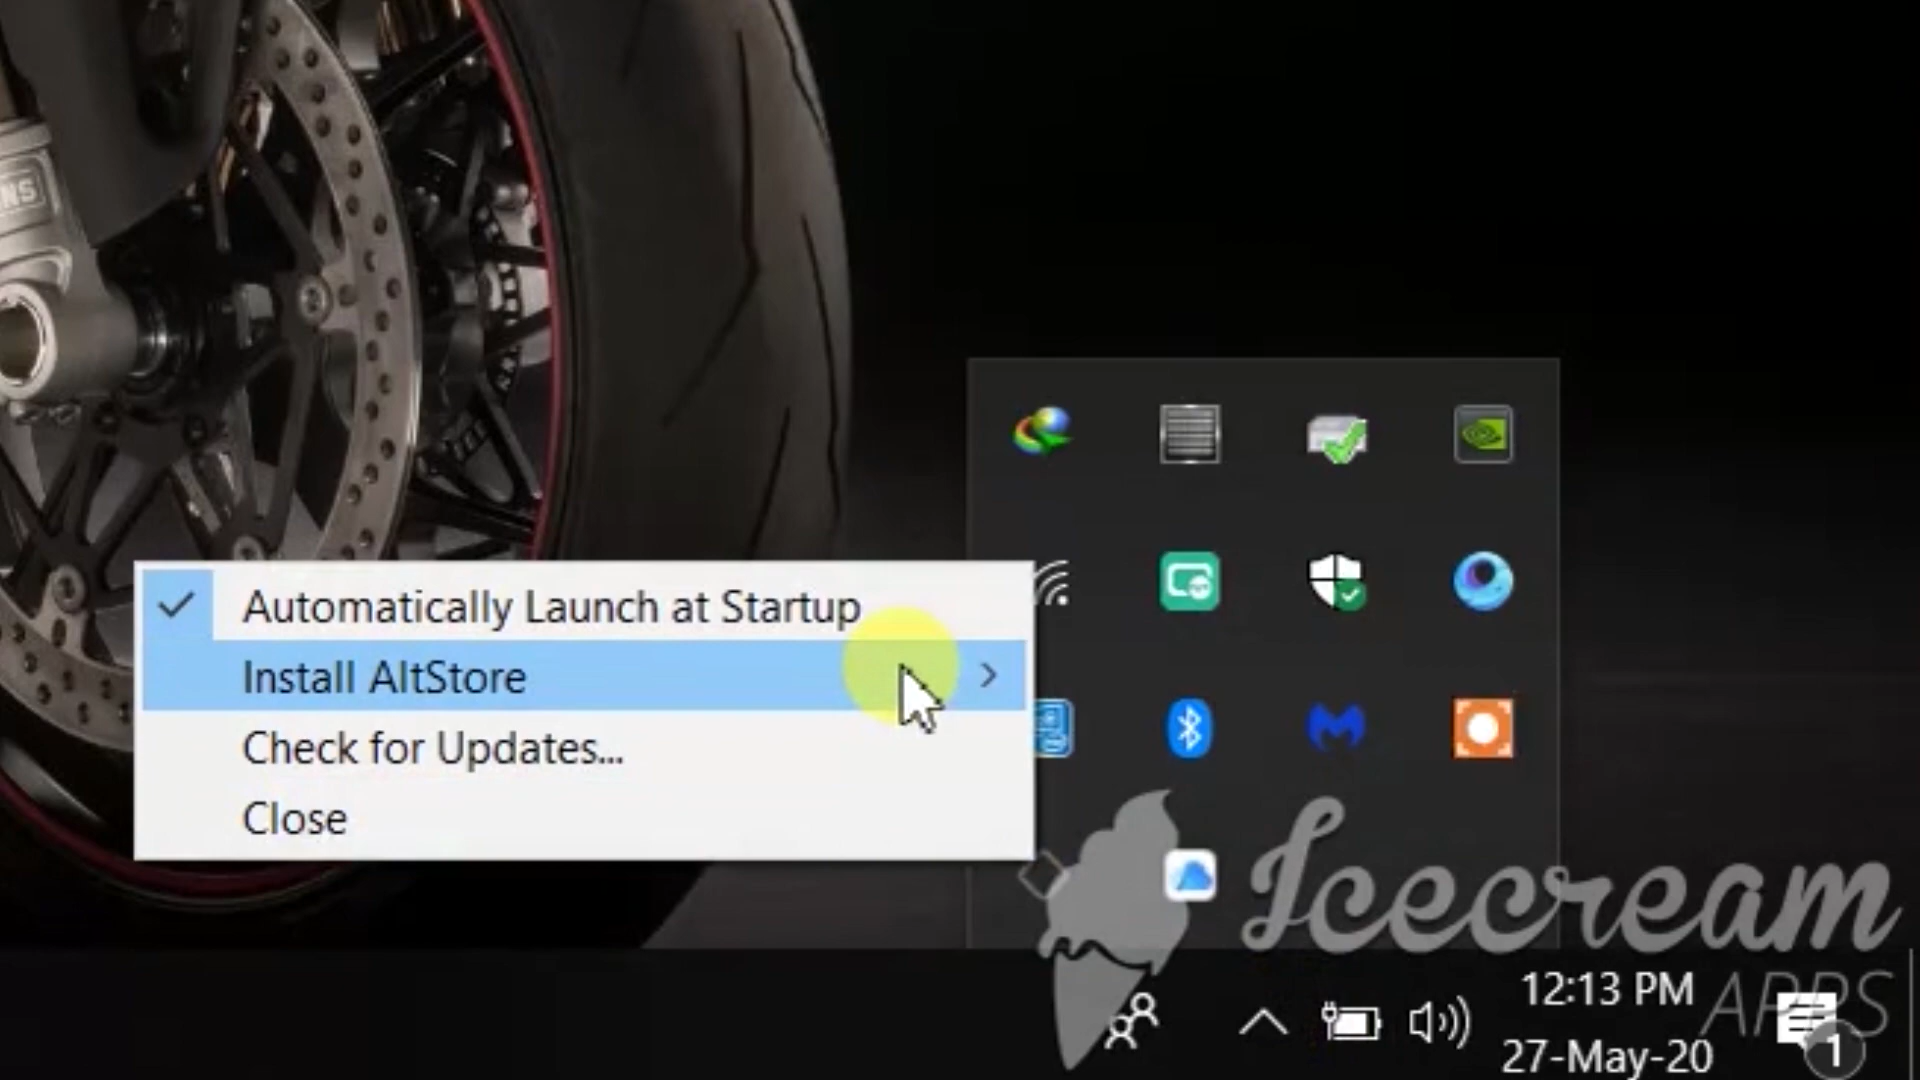 NS
Automatically Launch at Startup
Install AltStore
Check for Updates...
Close
Icecream
APPS
12:13 PM
27-May-20
1